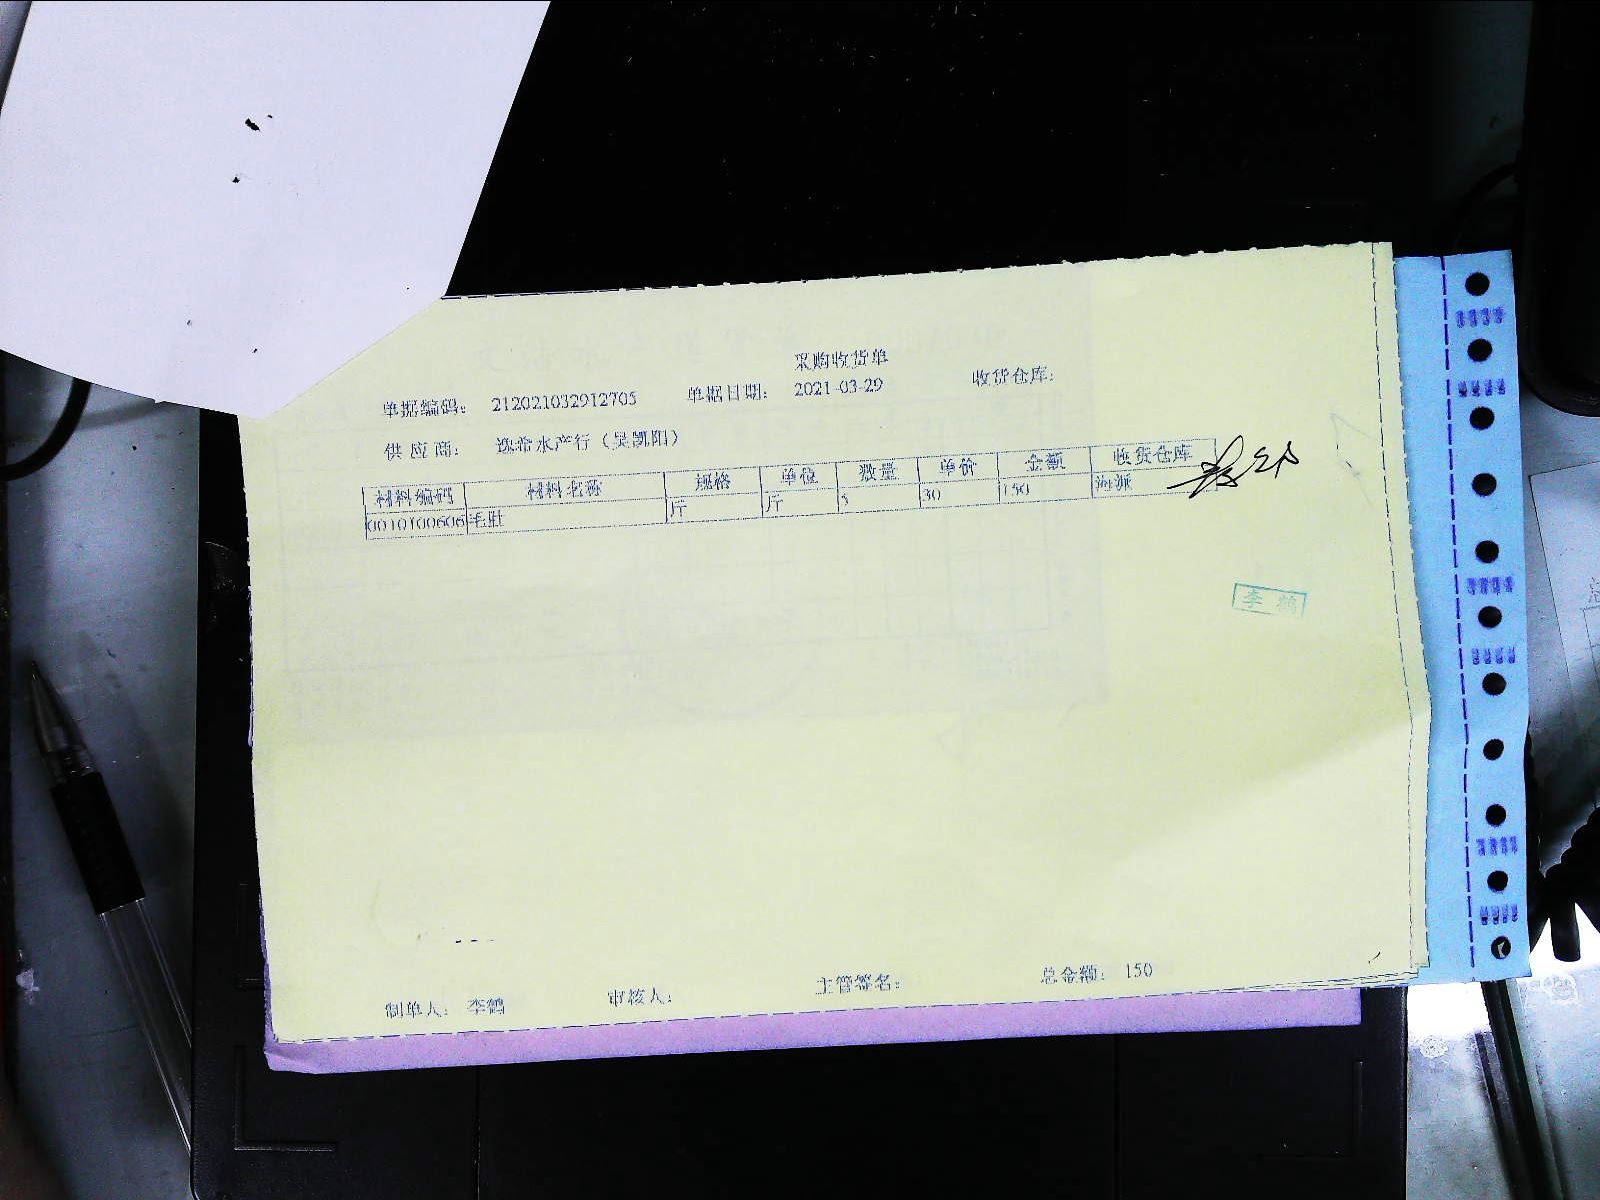 采购收货单
单据编码： 212021032912705 单据日期： 2021-03-29 收货仓库：
供 应 商： 逸常水产行（吴凯阳）
材料编码 材料名称 规格 单位 数量 单价 金额 收货仓库
0010100606 毛肚 斤 斤 5 30 150 海派
李 鹤
制单人： 李鹤 审核人： 主管签名： 总金额： 150